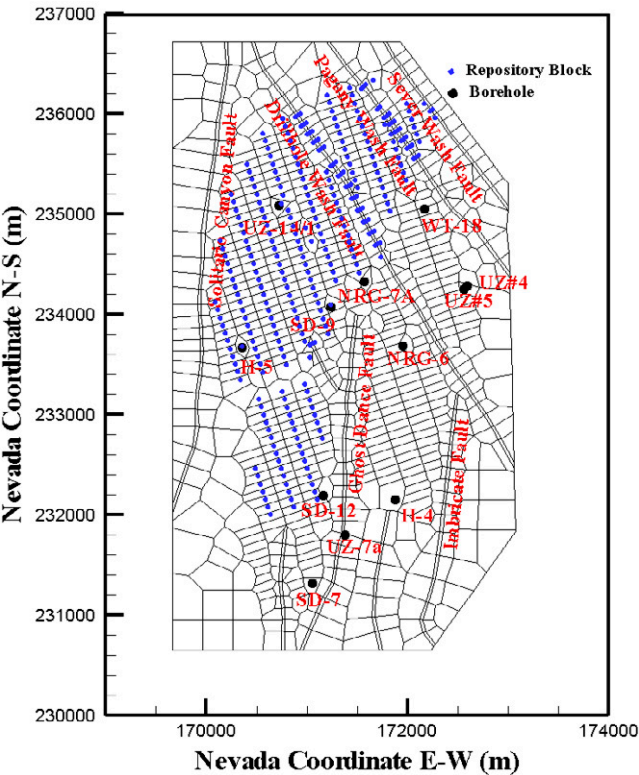 237000
236000
235000
234000
233000
232000
231000
230000
Nevada Coordinate N-S (m)
Repository Block
Borehole
Sever Wash Fault
Pagany Wash Fault
Drillhole Wash Fault
Solitario Canyon Fault
UZ-14/1
WT-18
UZ#4
UZ#5
NRG-7A
SD-9
NRG-6
H-5
Ghost Dance Fault
Imbricate Fault
SD-12
H-4
UZ-7a
SD-7
170000
172000
174000
Nevada Coordinate E-W (m)